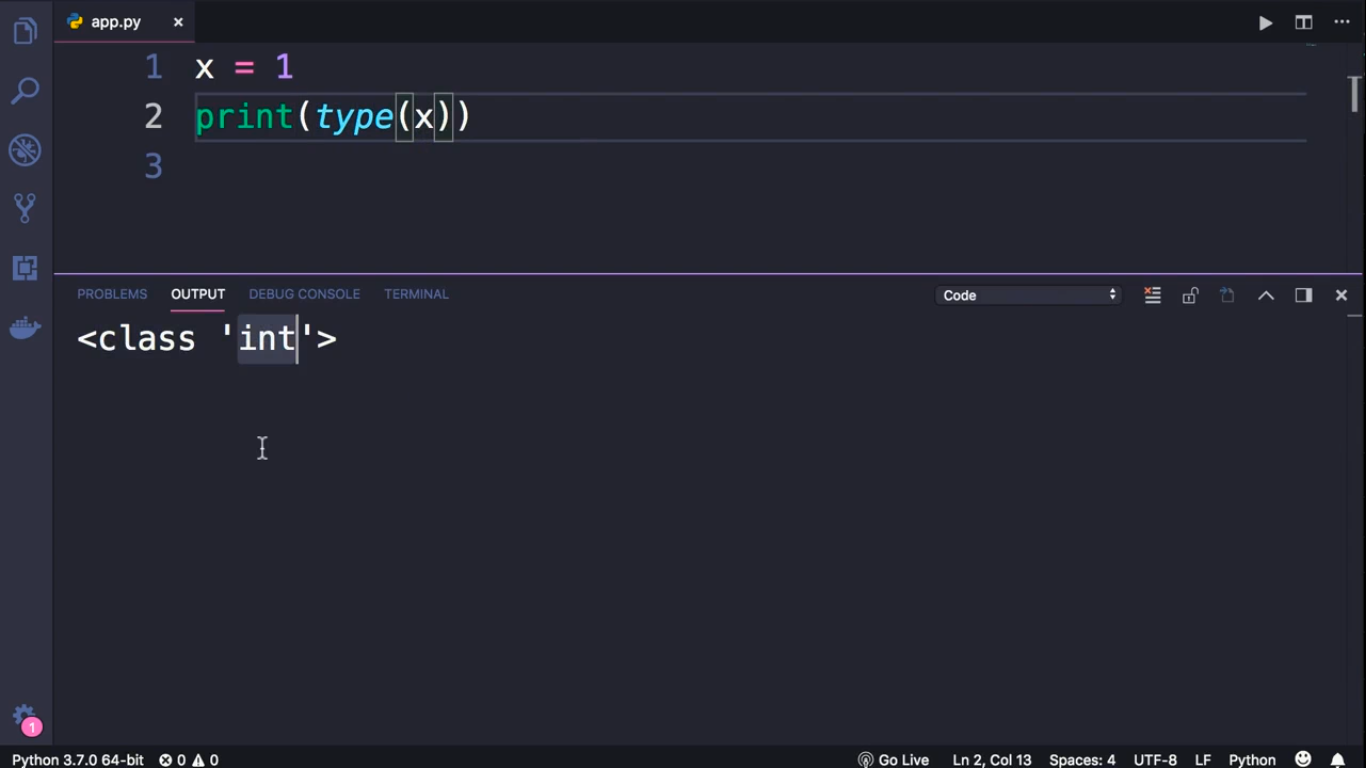 app.py
1 x = 1
2 print(type(x))
3
PROBLEMS OUTPUT DEBUG CONSOLE TERMINAL Code
<class 'int'>
1
Python 3.7.0 64-bit 0 0 Go Live Ln 2, Col 13 Spaces: 4 UTF-8 LF Python